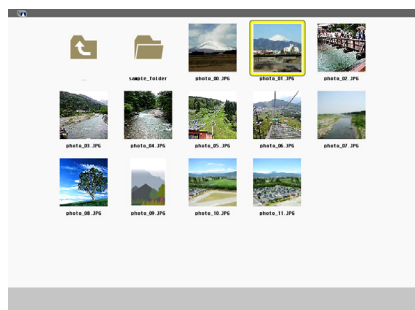 ..
sample_folder
photo_00.JPG
photo_01.JPG
photo_02.JPG
photo_03.JPG
photo_04.JPG
photo_05.JPG
photo_06.JPG
photo_07.JPG
photo_08.JPG
photo_09.JPG
photo_10.JPG
photo_11.JPG